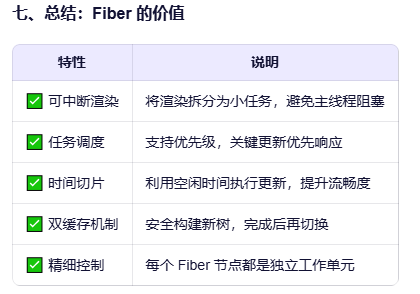 七、总结：Fiber 的价值
特性 说明
✅ 可中断渲染 将渲染拆分为小任务，避免主线程阻塞
✅ 任务调度 支持优先级，关键更新优先响应
✅ 时间切片 利用空闲时间执行更新，提升流畅度
✅ 双缓存机制 安全构建新树，完成后再切换
✅ 精细控制 每个 Fiber 节点都是独立工作单元